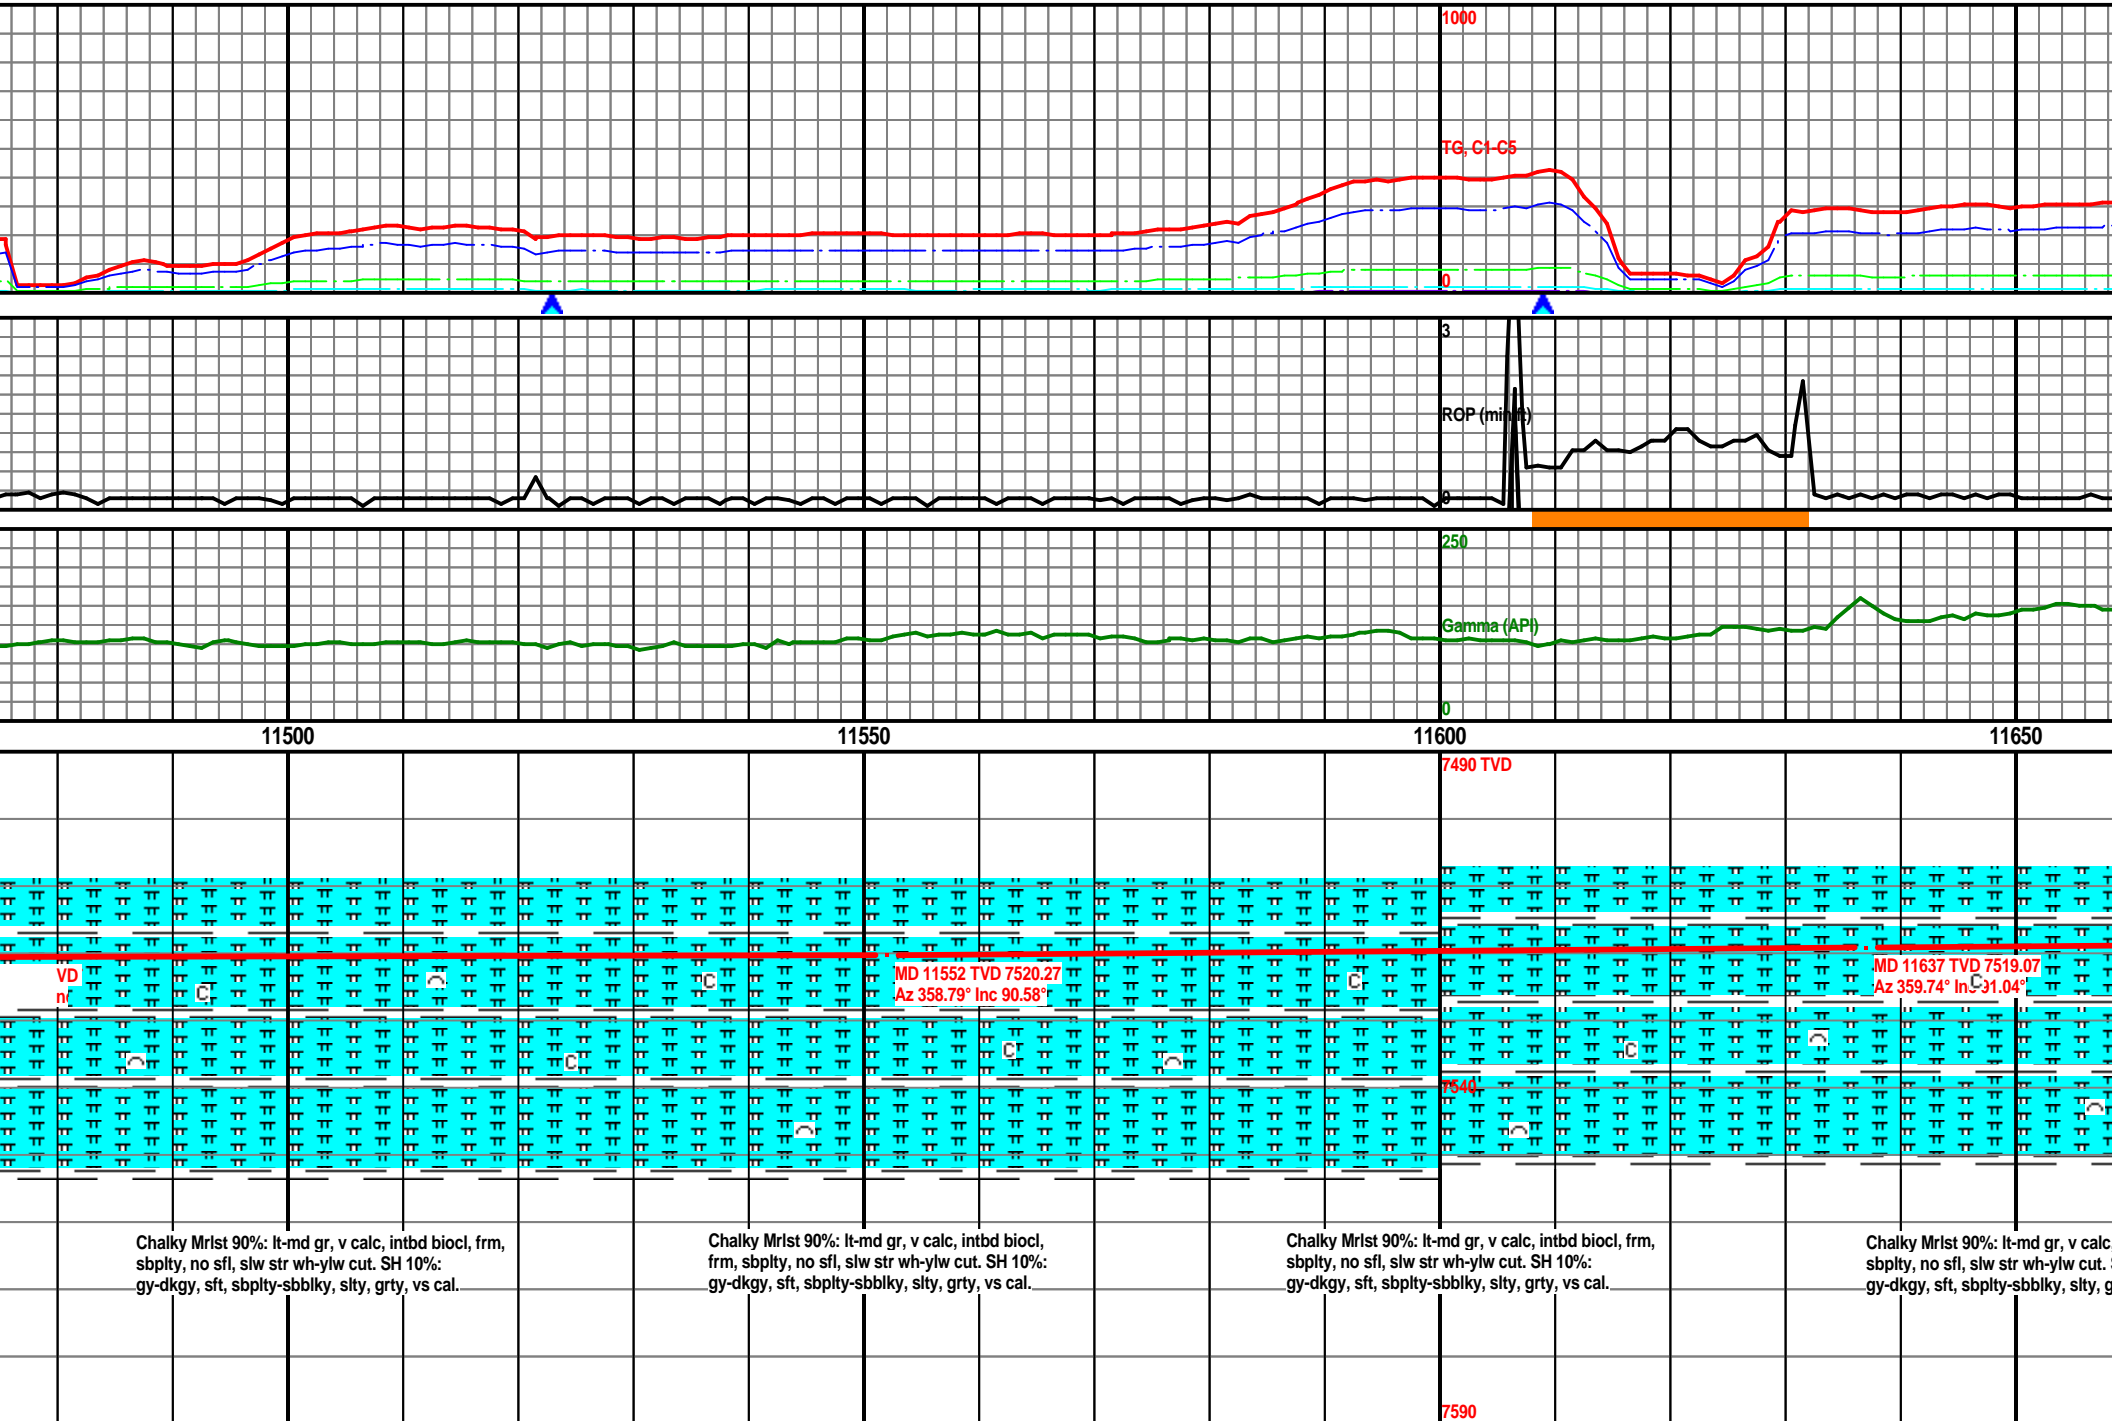 1000
TG, C1-C5
0
3
ROP (min/ft)
0
250
Gamma (API)
0
11500
11550
11600
11650
7490 TVD
VD
MD 11552 TVD 7520.27
Az 358.79° Inc 90.58°
MD 11637 TVD 7519.07
Az 359.74° Inc 91.04°
C
C
C
C
C
C
C
7540
Chalky Mrlst 90%: lt-md gr, v calc, intbd biocl, frm,
sbplty, no sfl, slw str wh-ylw cut. SH 10%:
gy-dkgy, sft, sbplty-sbblky, slty, grty, vs cal.
Chalky Mrlst 90%: lt-md gr, v calc, intbd biocl,
frm, sbplty, no sfl, slw str wh-ylw cut. SH 10%:
gy-dkgy, sft, sbplty-sbblky, slty, grty, vs cal.
Chalky Mrlst 90%: lt-md gr, v calc, intbd biocl, frm,
sbplty, no sfl, slw str wh-ylw cut. SH 10%:
gy-dkgy, sft, sbplty-sbblky, slty, grty, vs cal.
Chalky Mrlst 90%: lt-md gr, v calc,
sbplty, no sfl, slw str wh-ylw cut.
gy-dkgy, sft, sbplty-sbblky, slty, g
7590